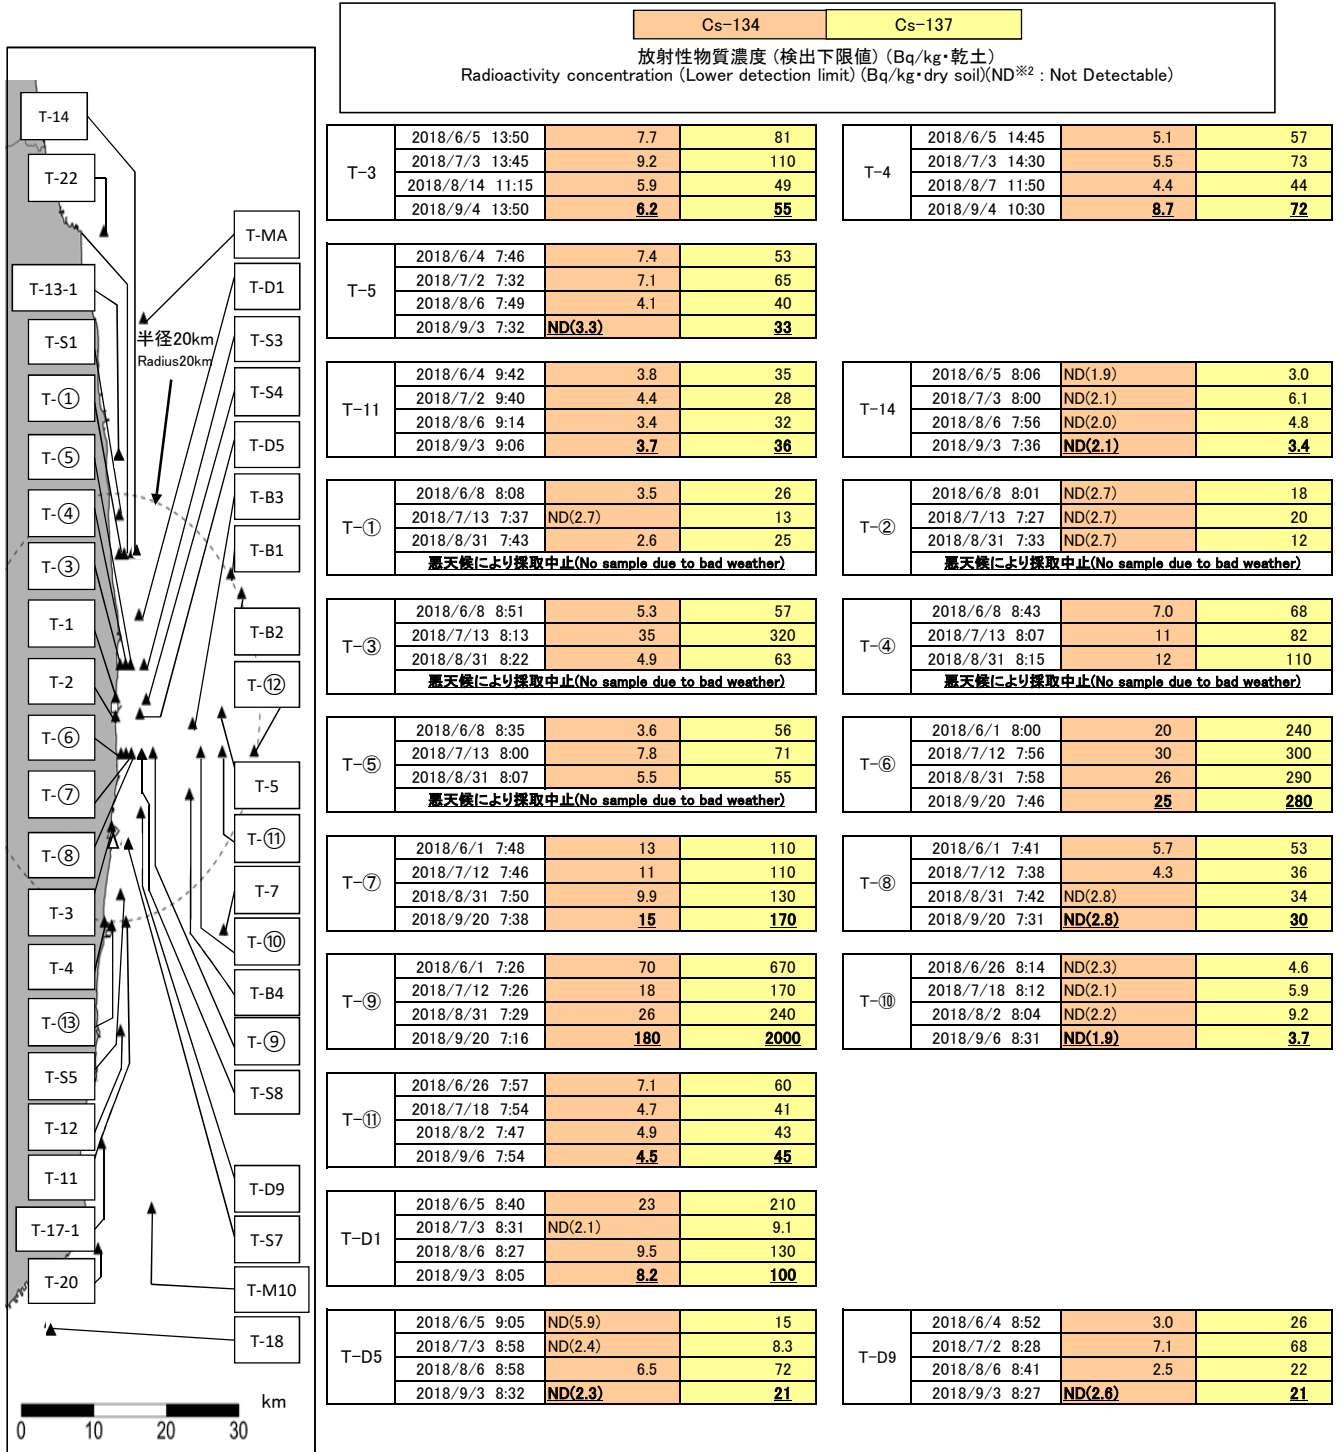 Cs-134 Cs-137
放射性物質濃度 (検出下限値) (Bq/kg・乾土)
Radioactivity concentration (Lower detection limit) (Bq/kg・dry soil)(ND※2 : Not Detectable)
T-14
T-22
T-MA
T-13-1
T-D1
半径20km
Radius20km
T-S1
T-S3
T-①
T-S4
T-⑤
T-D5
T-④
T-B3
T-③
T-B1
T-1
T-B2
T-2
T-⑫
T-⑥
T-⑦
T-5
T-⑧
T-⑪
T-3
T-7
T-4
T-⑩
T-⑬
T-B4
T-S5
T-⑨
T-12
T-S8
T-11
T-D9
T-17-1
T-S7
T-20
T-M10
T-18
km
0 10 20 30
T-3
2018/6/5 13:50 7.7 81
2018/7/3 13:45 9.2 110
2018/8/14 11:15 5.9 49
2018/9/4 13:50 6.2 55
T-4
2018/6/5 14:45 5.1 57
2018/7/3 14:30 5.5 73
2018/8/7 11:50 4.4 44
2018/9/4 10:30 8.7 72
T-5
2018/6/4 7:46 7.4 53
2018/7/2 7:32 7.1 65
2018/8/6 7:49 4.1 40
2018/9/3 7:32 ND(3.3) 33
T-11
2018/6/4 9:42 3.8 35
2018/7/2 9:40 4.4 28
2018/8/6 9:14 3.4 32
2018/9/3 9:06 3.7 36
T-14
2018/6/5 8:06 ND(1.9) 3.0
2018/7/3 8:00 ND(2.1) 6.1
2018/8/6 7:56 ND(2.0) 4.8
2018/9/3 7:36 ND(2.1) 3.4
T-①
2018/6/8 8:08 3.5 26
2018/7/13 7:37 ND(2.7) 13
2018/8/31 7:43 2.6 25
悪天候により採取中止(No sample due to bad weather)
T-②
2018/6/8 8:01 ND(2.7) 18
2018/7/13 7:27 ND(2.7) 20
2018/8/31 7:33 ND(2.7) 12
悪天候により採取中止(No sample due to bad weather)
T-③
2018/6/8 8:51 5.3 57
2018/7/13 8:13 35 320
2018/8/31 8:22 4.9 63
悪天候により採取中止(No sample due to bad weather)
T-④
2018/6/8 8:43 7.0 68
2018/7/13 8:07 11 82
2018/8/31 8:15 12 110
悪天候により採取中止(No sample due to bad weather)
T-⑤
2018/6/8 8:35 3.6 56
2018/7/13 8:00 7.8 71
2018/8/31 8:07 5.5 55
悪天候により採取中止(No sample due to bad weather)
T-⑥
2018/6/1 8:00 20 240
2018/7/12 7:56 30 300
2018/8/31 7:58 26 290
2018/9/20 7:46 25 280
T-⑦
2018/6/1 7:48 13 110
2018/7/12 7:46 11 110
2018/8/31 7:50 9.9 130
2018/9/20 7:38 15 170
T-⑧
2018/6/1 7:41 5.7 53
2018/7/12 7:38 4.3 36
2018/8/31 7:42 ND(2.8) 34
2018/9/20 7:31 ND(2.8) 30
T-⑨
2018/6/1 7:26 70 670
2018/7/12 7:26 18 170
2018/8/31 7:29 26 240
2018/9/20 7:16 180 2000
T-⑩
2018/6/26 8:14 ND(2.3) 4.6
2018/7/18 8:12 ND(2.1) 5.9
2018/8/2 8:04 ND(2.2) 9.2
2018/9/6 8:31 ND(1.9) 3.7
T-⑪
2018/6/26 7:57 7.1 60
2018/7/18 7:54 4.7 41
2018/8/2 7:47 4.9 43
2018/9/6 7:54 4.5 45
T-D1
2018/6/5 8:40 23 210
2018/7/3 8:31 ND(2.1) 9.1
2018/8/6 8:27 9.5 130
2018/9/3 8:05 8.2 100
T-D5
2018/6/5 9:05 ND(5.9) 15
2018/7/3 8:58 ND(2.4) 8.3
2018/8/6 8:58 6.5 72
2018/9/3 8:32 ND(2.3) 21
T-D9
2018/6/4 8:52 3.0 26
2018/7/2 8:28 7.1 68
2018/8/6 8:41 2.5 22
2018/9/3 8:27 ND(2.6) 21